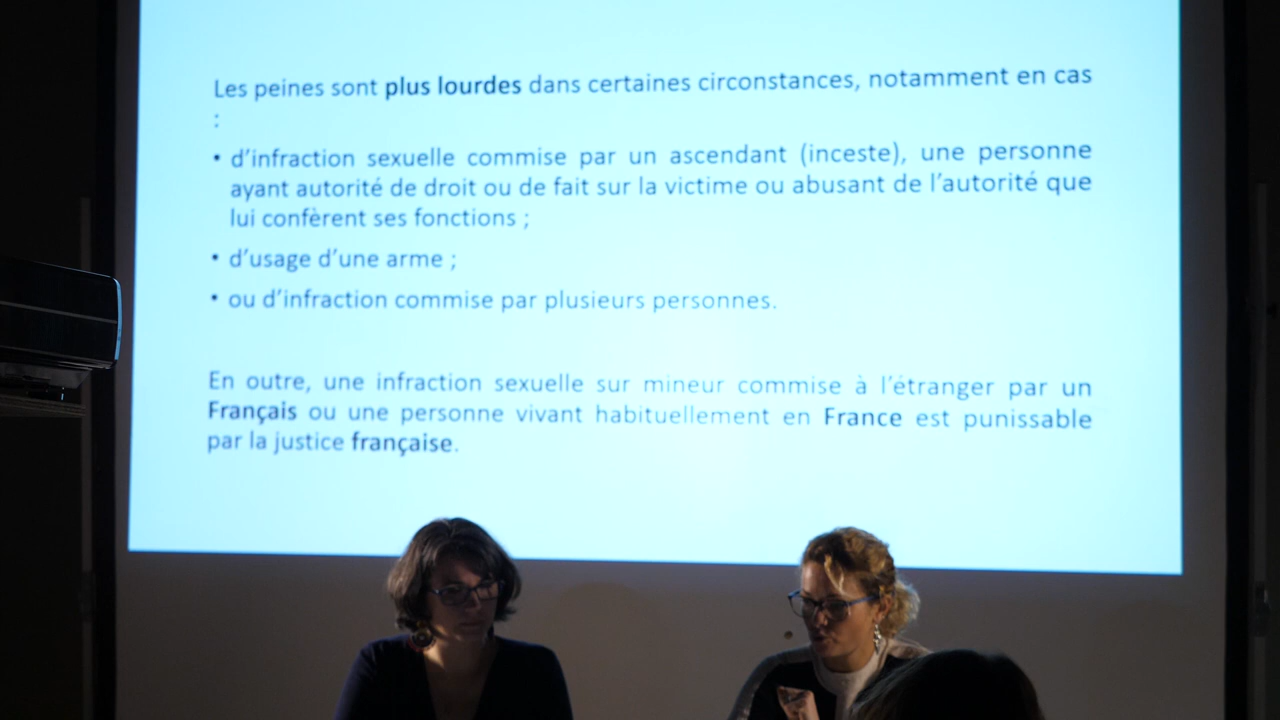 Les peines sont plus lourdes dans certaines circonstances, notamment en cas
:
• d’infraction sexuelle commise par un ascendant (inceste), une personne
ayant autorité de droit ou de fait sur la victime ou abusant de l’autorité que
lui confèrent ses fonctions ;
• d’usage d’une arme ;
• ou d’infraction commise par plusieurs personnes.
En outre, une infraction sexuelle sur mineur commise à l’étranger par un
Français ou une personne vivant habituellement en France est punissable
par la justice française.